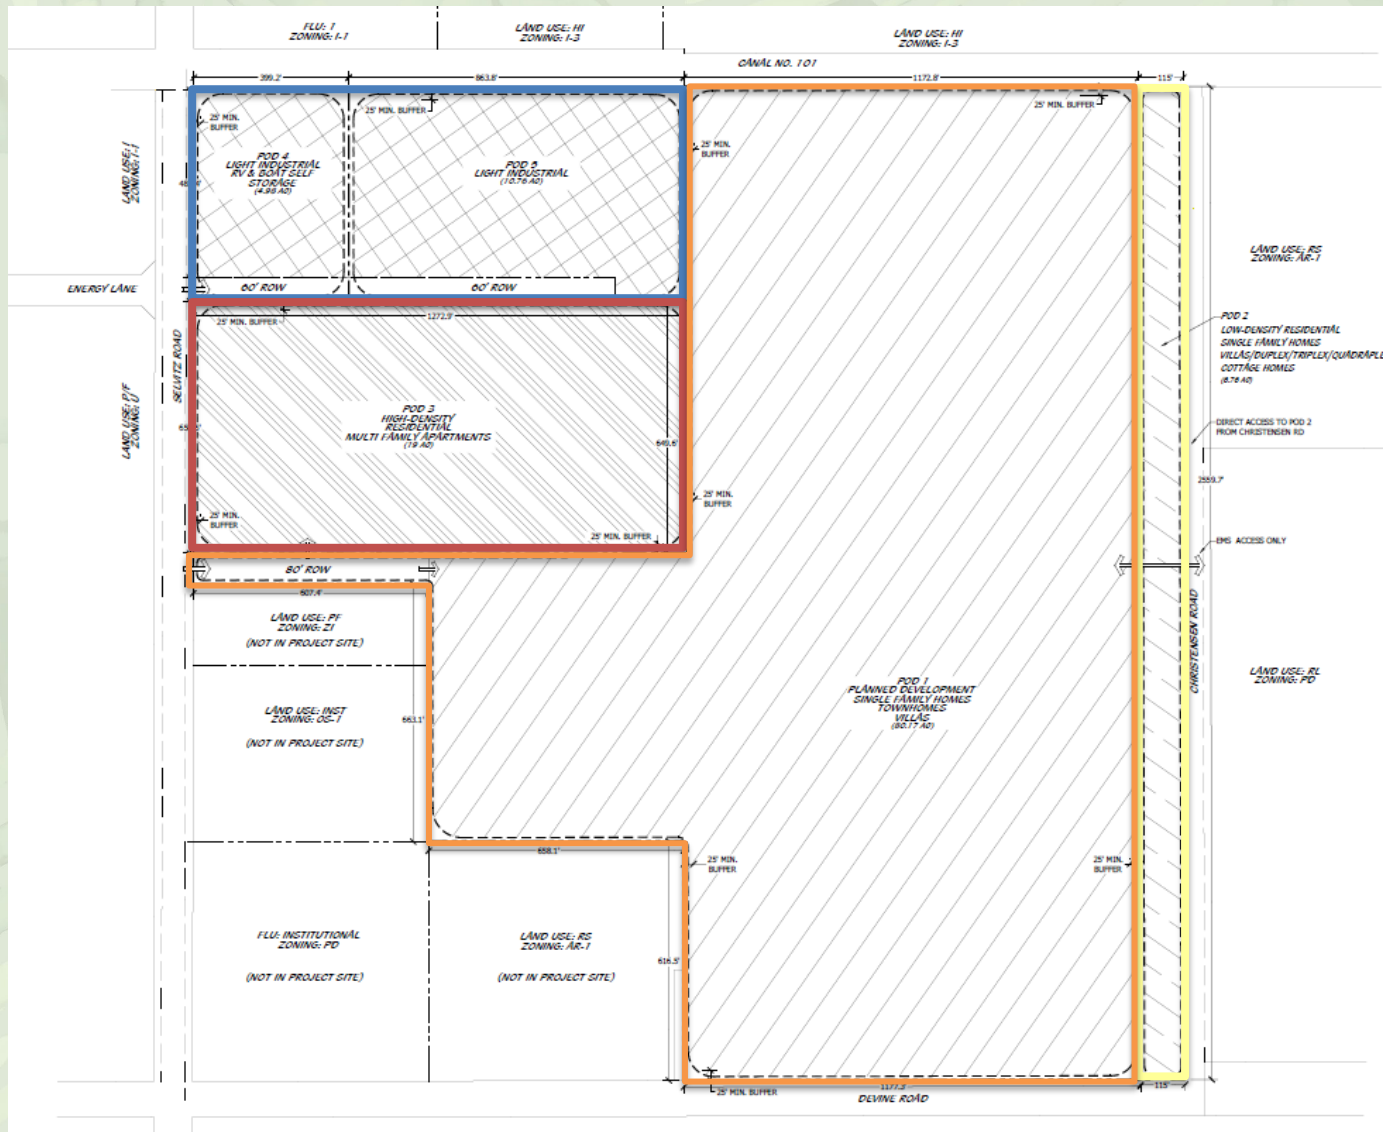 FLU: 1
ZONING: I-1
LAND USE: HI
ZONING: I-3
LAND USE: HI
ZONING: I-3
CANAL NO. 101
399.2'
863.8'
1172.8'
115'
25' MIN.
BUFFER
25' MIN. BUFFER
25' MIN. BUFFER
25' MIN.
BUFFER
LAND USE: I
ZONING: I-1
POD 4
LIGHT INDUSTRIAL
RV & BOAT SELF
STORAGE
(4.98 AC)
POD 5
LIGHT INDUSTRIAL
(10.76 AC)
LAND USE: RS
ZONING: AR-1
ENERGY LANE
60' ROW
60' ROW
25' MIN. BUFFER
1272.9'
POD 2
LOW-DENSITY RESIDENTIAL
SINGLE FAMILY HOMES
VILLAS/DUPLEX/TRIPLEX/QUADRAPLE
COTTAGE HOMES
(6.76 AC)
SELVITZ ROAD
LAND USE: P/F
ZONING: U
POD 3
HIGH-DENSITY
RESIDENTIAL
MULTI FAMILY APARTMENTS
(19 AC)
649.6'
DIRECT ACCESS TO POD 2
FROM CHRISTENSEN RD
2559.7'
25' MIN.
BUFFER
25' MIN.
BUFFER
25' MIN. BUFFER
EMS ACCESS ONLY
80' ROW
607.4'
CHRISTENSEN ROAD
LAND USE: PF
ZONING: ZI
(NOT IN PROJECT SITE)
LAND USE: RL
ZONING: PD
POD 1
PLANNED DEVELOPMENT
SINGLE FAMILY HOMES
TOWNHOMES
VILLAS
(80.17 AC)
LAND USE: INST
ZONING: OS-1
(NOT IN PROJECT SITE)
663.1'
658.1'
25' MIN.
BUFFER
25' MIN.
BUFFER
FLU: INSTITUTIONAL
ZONING: PD
(NOT IN PROJECT SITE)
LAND USE: RS
ZONING: AR-1
(NOT IN PROJECT SITE)
616.5'
25' MIN. BUFFER
1177.3'
115'
DEVINE ROAD